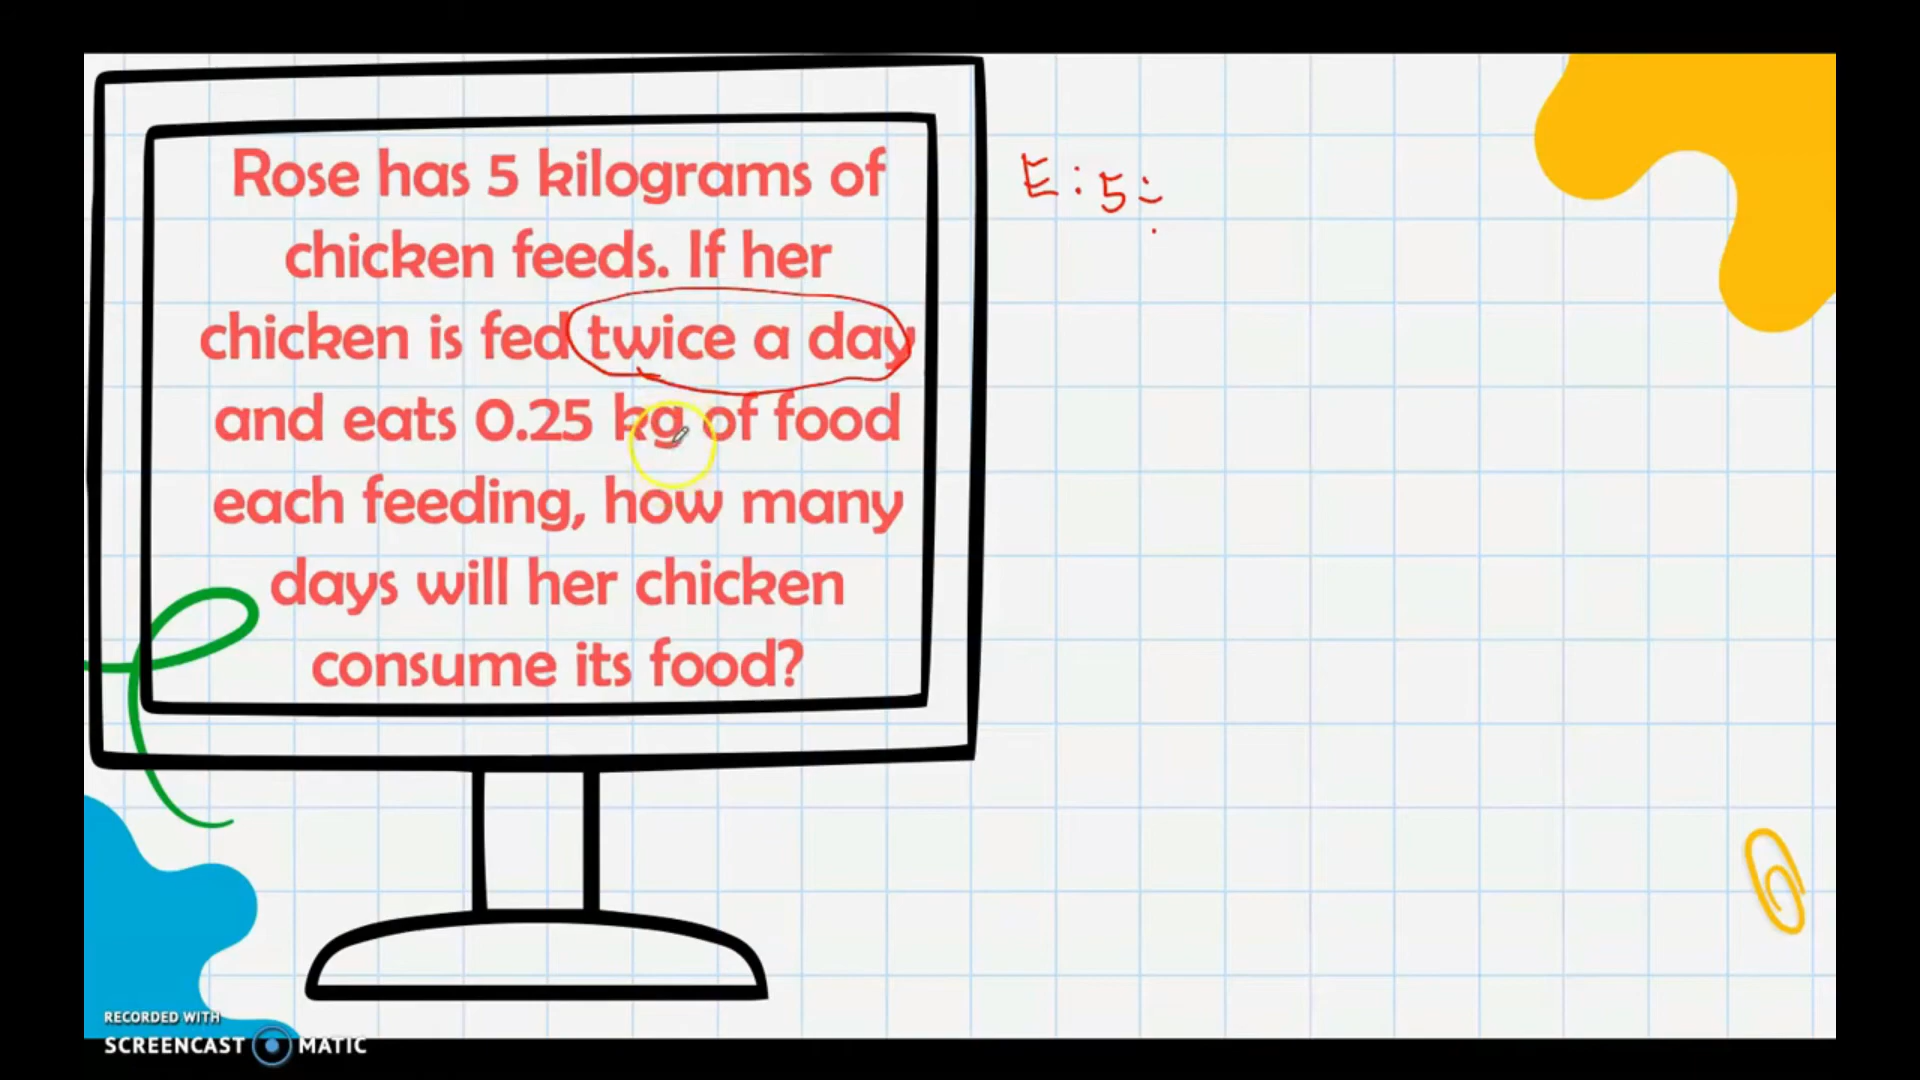 Rose has 5 kilograms of
chicken feeds. If her
chicken is fed twice a day
and eats 0.25 kg of food
each feeding, how many
days will her chicken
consume its food?
E: 5 ÷
RECORDED WITH
SCREENCAST MATIC